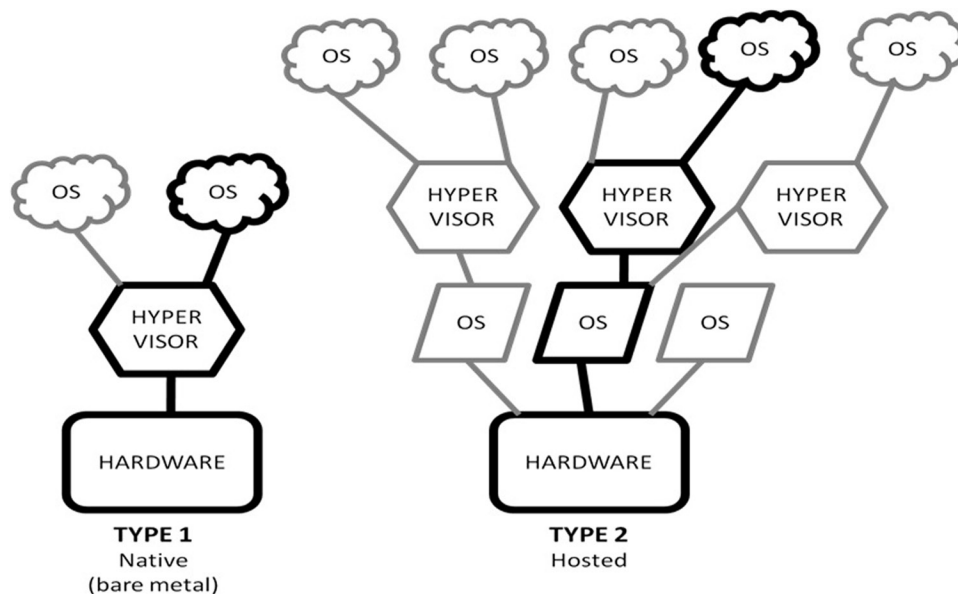 OS
OS
HYPER
VISOR
HARDWARE
TYPE 1
Native
(bare metal)
OS
OS
OS
OS
OS
HYPER
VISOR
HYPER
VISOR
HYPER
VISOR
OS
OS
OS
HARDWARE
TYPE 2
Hosted